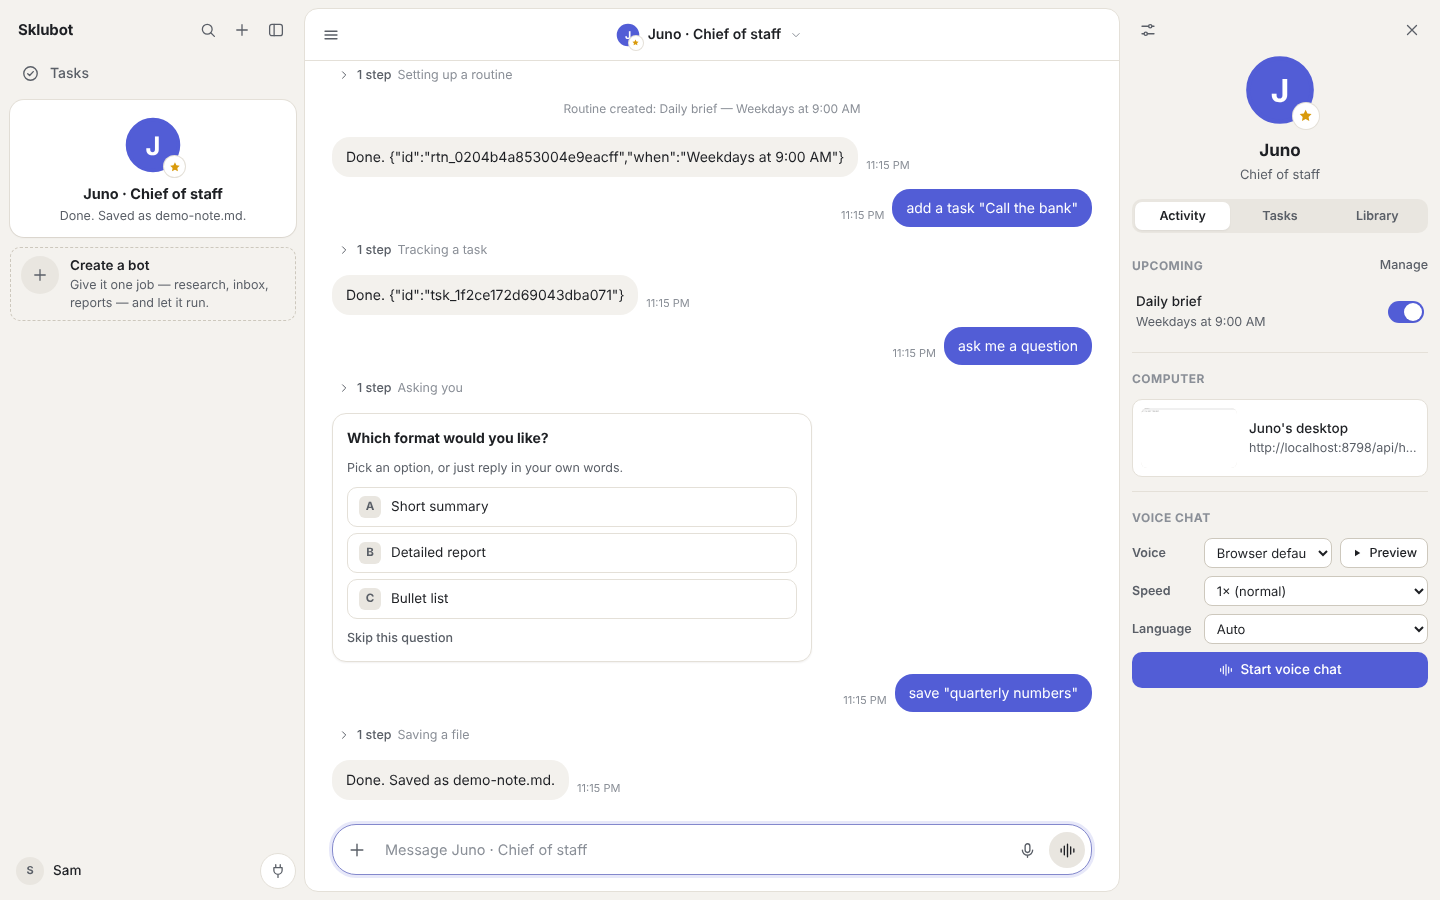 Sklubot
Tasks
J
Juno · Chief of staff
Done. Saved as demo-note.md.
Create a bot
Give it one job — research, inbox,
reports — and let it run.
S
Sam
J
Juno · Chief of staff
1 step Setting up a routine
Routine created: Daily brief — Weekdays at 9:00 AM
Done. {"id":"rtn_0204b4a853004e9eacff","when":"Weekdays at 9:00 AM"}
11:15 PM
11:15 PM
add a task "Call the bank"
1 step Tracking a task
Done. {"id":"tsk_1f2ce172d69043dba071"}
11:15 PM
11:15 PM
ask me a question
1 step Asking you
Which format would you like?
Pick an option, or just reply in your own words.
A Short summary
B Detailed report
C Bullet list
Skip this question
11:15 PM
save "quarterly numbers"
1 step Saving a file
Done. Saved as demo-note.md.
11:15 PM
Message Juno · Chief of staff
J
Juno
Chief of staff
Activity
Tasks
Library
UPCOMING
Manage
Daily brief
Weekdays at 9:00 AM
COMPUTER
Juno's desktop
http://localhost:8798/api/h...
VOICE CHAT
Voice
Browser defau
Preview
Speed
1× (normal)
Language
Auto
Start voice chat